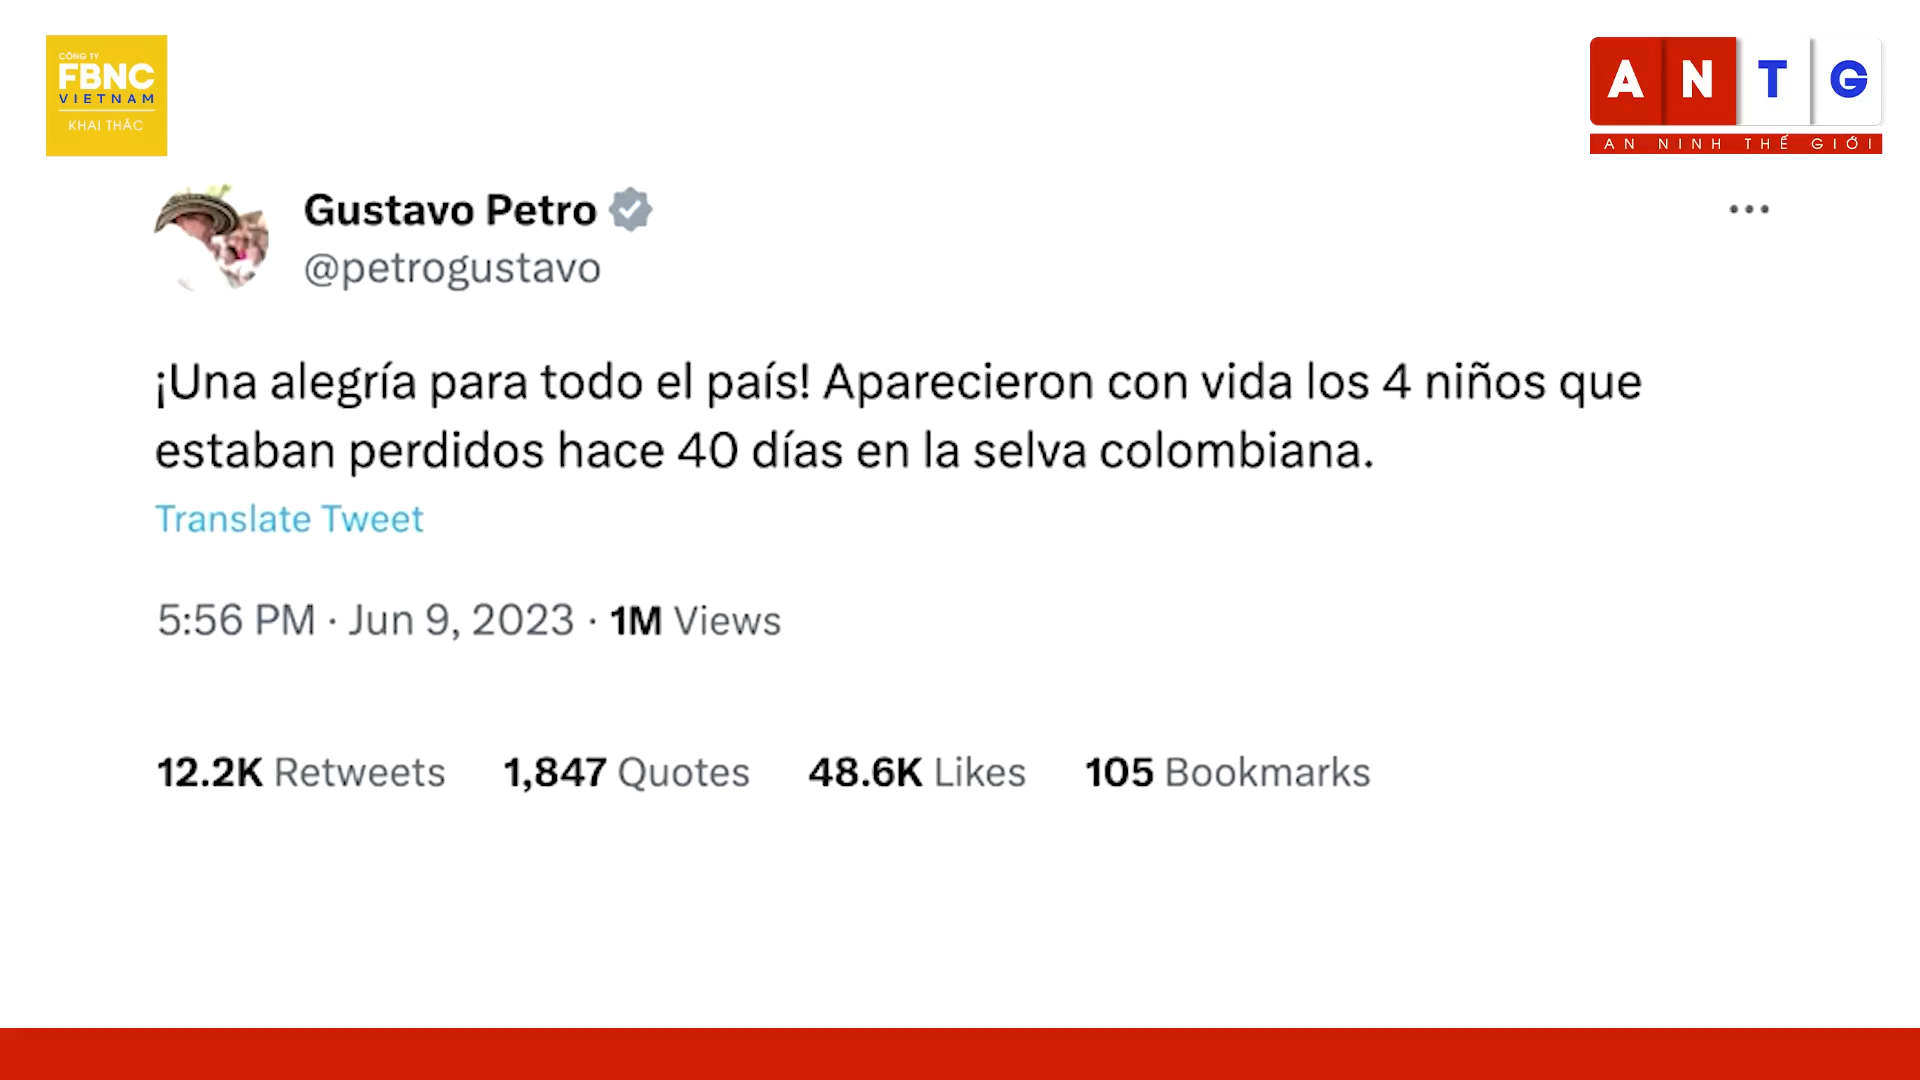 CÔNG TY
FBNC
VIETNAM
KHAI THÁC
A N T G
AN NINH THẾ GIỚI
Gustavo Petro
@petrogustavo
¡Una alegría para todo el país! Aparecieron con vida los 4 niños que
estaban perdidos hace 40 días en la selva colombiana.
Translate Tweet
5:56 PM · Jun 9, 2023 · 1M Views
12.2K Retweets 1,847 Quotes 48.6K Likes 105 Bookmarks